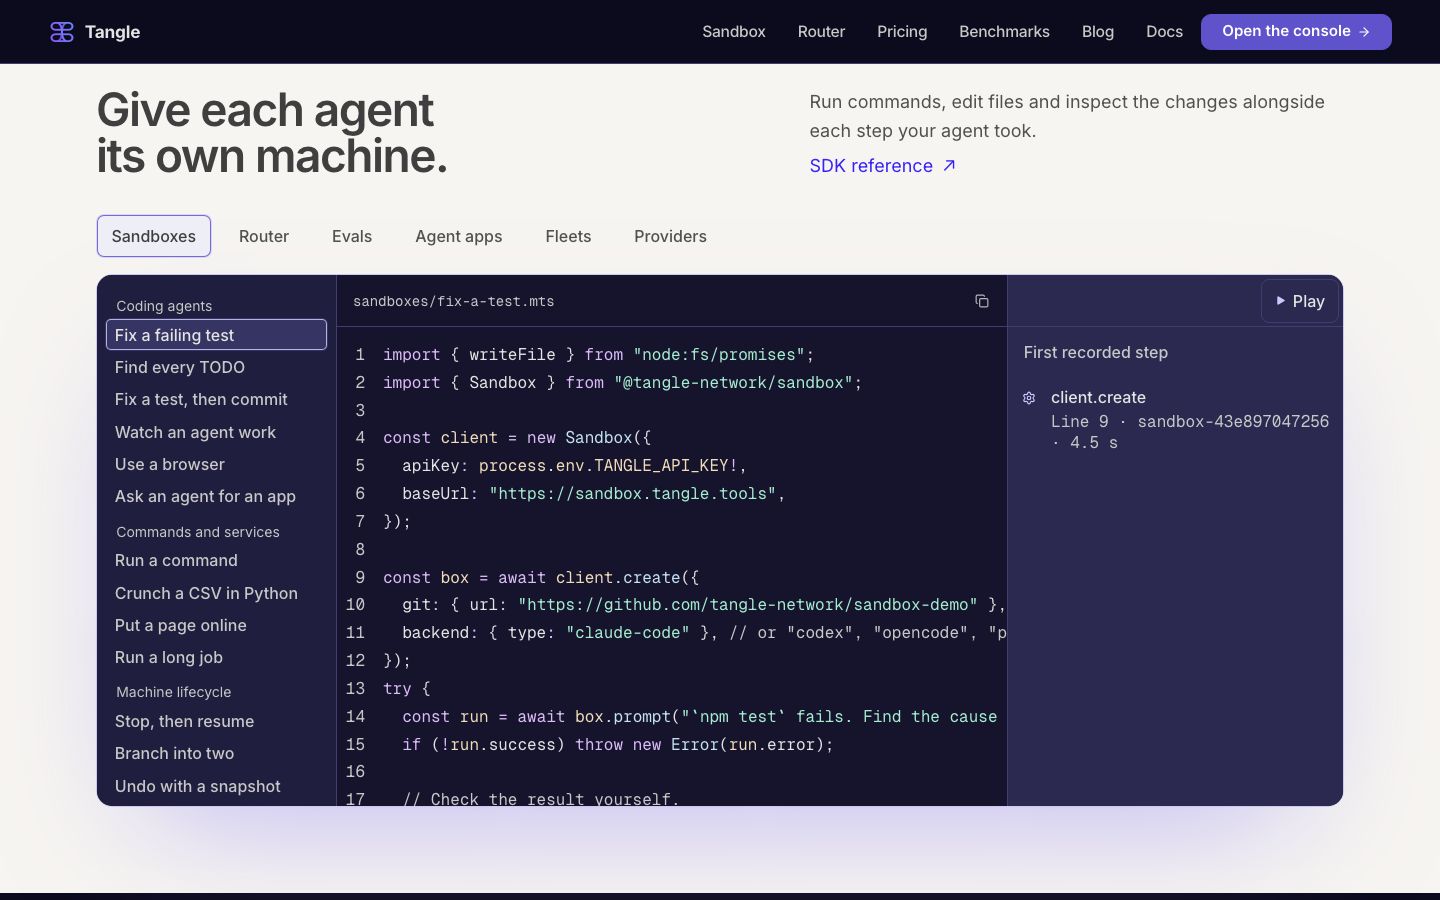 Tangle
Sandbox
Router
Pricing
Benchmarks
Blog
Docs
Open the console →
Give each agent
its own machine.
Run commands, edit files and inspect the changes alongside
each step your agent took.
SDK reference ↗
Sandboxes
Router
Evals
Agent apps
Fleets
Providers
Coding agents
Fix a failing test
Find every TODO
Fix a test, then commit
Watch an agent work
Use a browser
Ask an agent for an app
Commands and services
Run a command
Crunch a CSV in Python
Put a page online
Run a long job
Machine lifecycle
Stop, then resume
Branch into two
Undo with a snapshot
sandboxes/fix-a-test.mts
1 import { writeFile } from "node:fs/promises";
2 import { Sandbox } from "@tangle-network/sandbox";
3
4 const client = new Sandbox({
5   apiKey: process.env.TANGLE_API_KEY!,
6   baseUrl: "https://sandbox.tangle.tools",
7 });
8
9 const box = await client.create({
10   git: { url: "https://github.com/tangle-network/sandbox-demo" },
11   backend: { type: "claude-code" }, // or "codex", "opencode", "p
12 });
13 try {
14   const run = await box.prompt("`npm test` fails. Find the cause
15   if (!run.success) throw new Error(run.error);
16
17   // Check the result yourself.
Play
First recorded step
client.create
Line 9 · sandbox-43e897047256
· 4.5 s